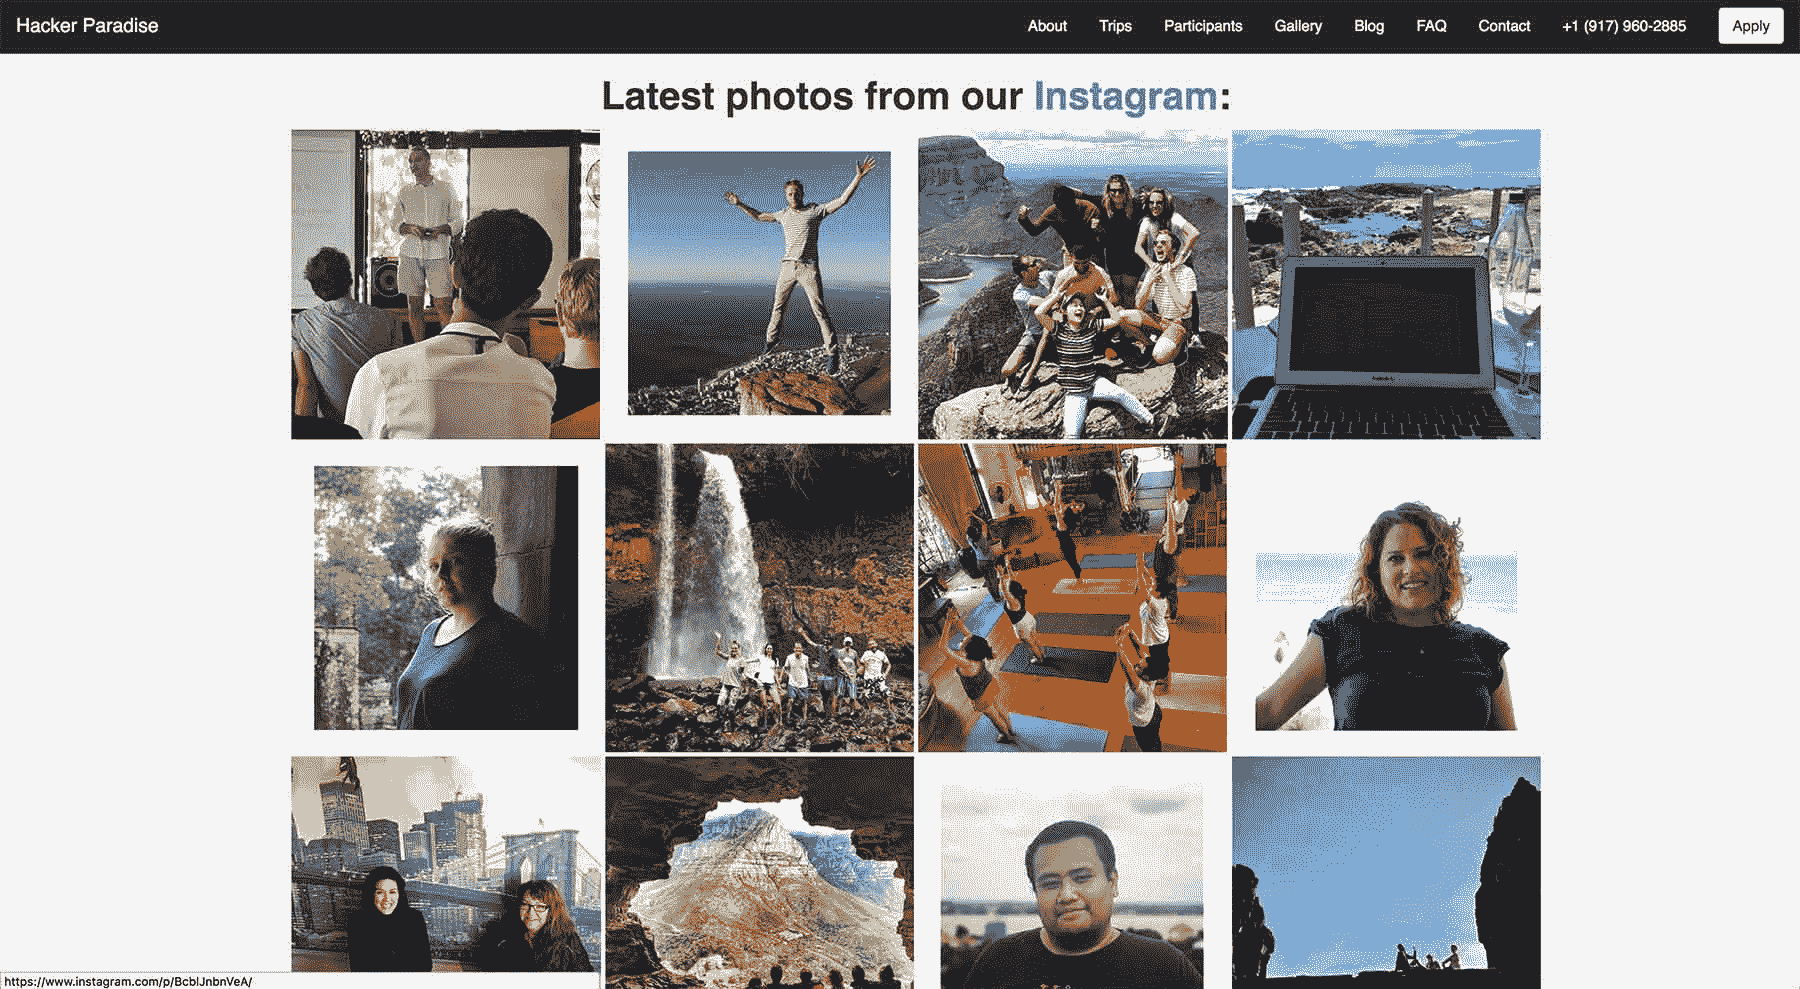 Hacker Paradise
About Trips Participants Gallery Blog FAQ Contact +1 (917) 960-2885 Apply
Latest photos from our Instagram:
https://www.instagram.com/p/BcblJnbnVeA/